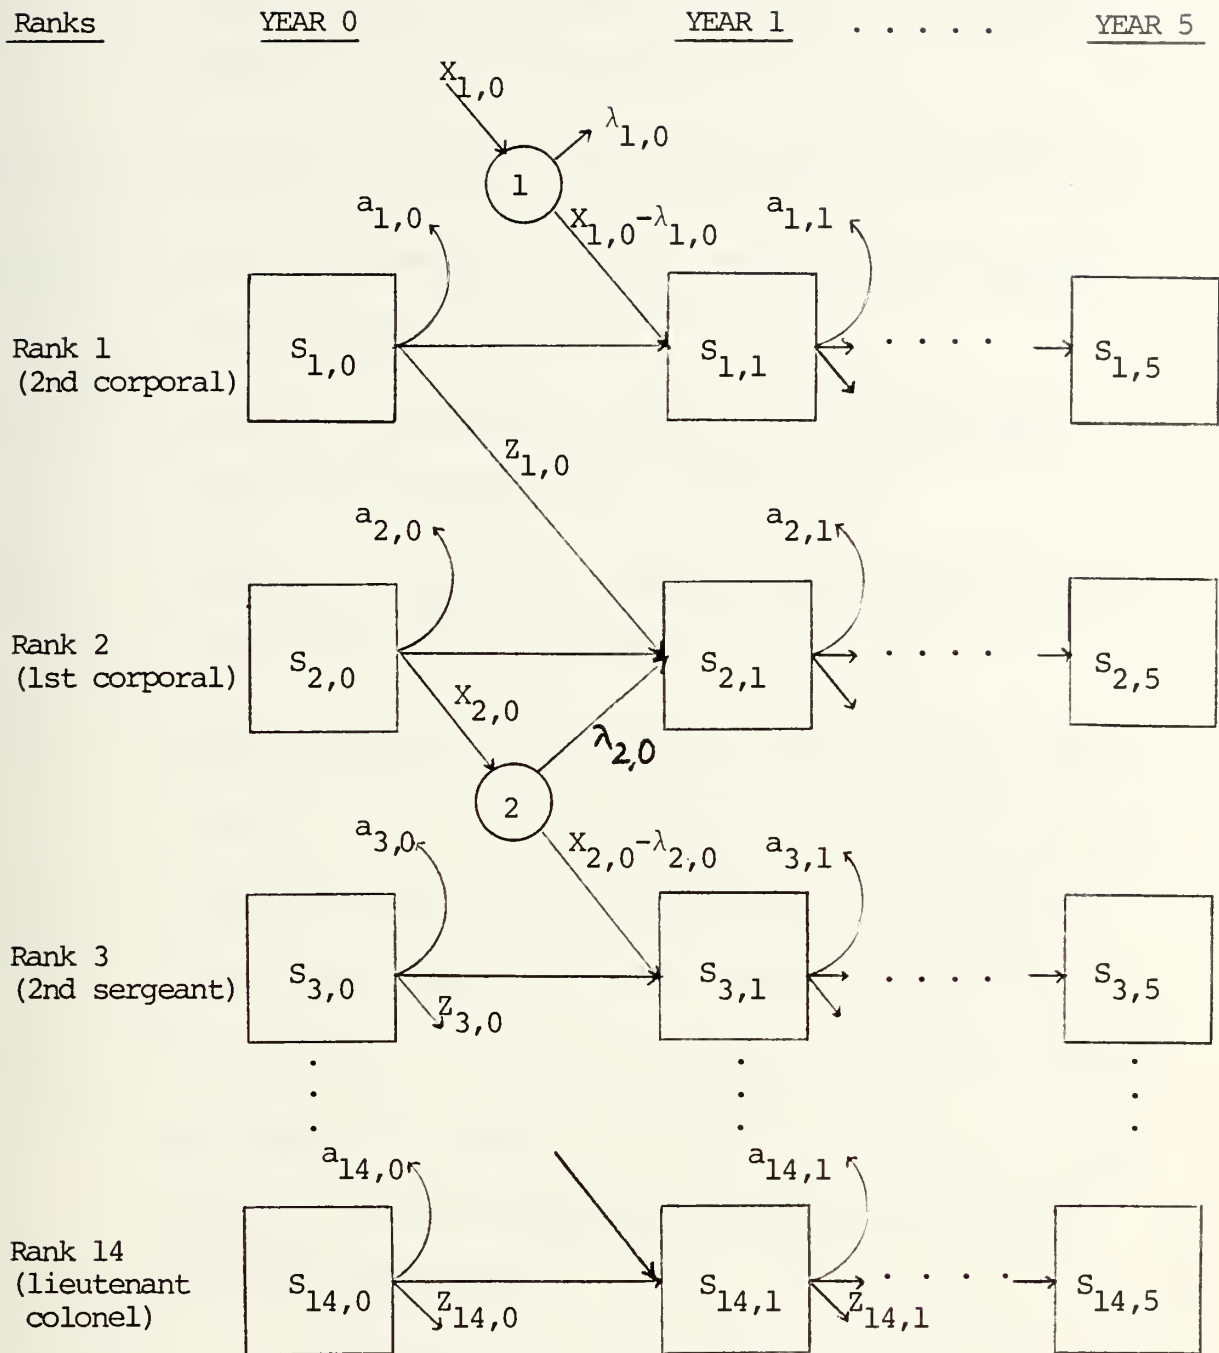 Ranks YEAR 0 YEAR 1 . . . . . YEAR 5
X1,0
λ1,0
1
a1,0 X1,0-λ1,0 a1,1
Rank 1
(2nd corporal)
S1,0 S1,1 . . . . S1,5
Z1,0
a2,0 a2,1
Rank 2
(1st corporal)
S2,0 S2,1 . . . . S2,5
X2,0 λ2,0
2
a3,0 X2,0-λ2,0 a3,1
Rank 3
(2nd sergeant)
S3,0 S3,1 . . . . S3,5
Z3,0
a14,0 a14,1
Rank 14
(lieutenant
colonel)
S14,0 S14,1 . . . . S14,5
Z14,0 Z14,1